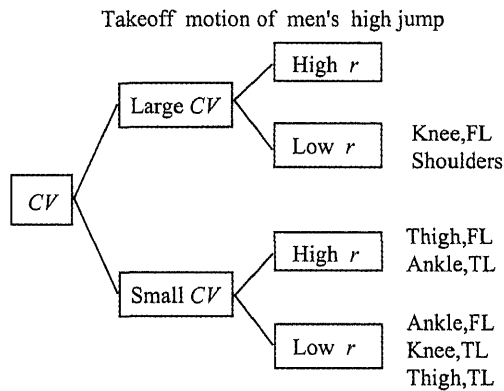 Takeoff motion of men's high jump
High r
Large CV
Low r
Knee,FL
Shoulders
CV
High r
Thigh,FL
Ankle,TL
Small CV
Low r
Ankle,FL
Knee,TL
Thigh,TL